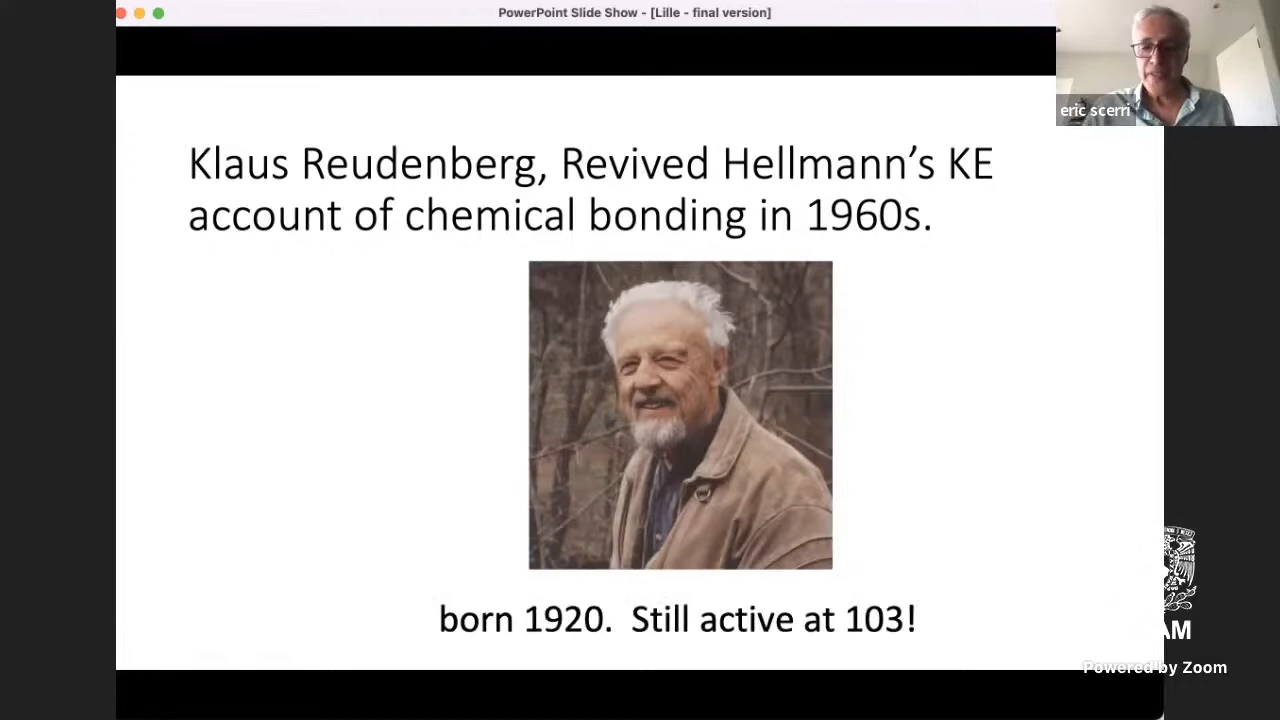 PowerPoint Slide Show - [Lille - final version]
eric scerri
Klaus Reudenberg, Revived Hellmann’s KE
account of chemical bonding in 1960s.
born 1920.  Still active at 103!
AM
Powered by Zoom